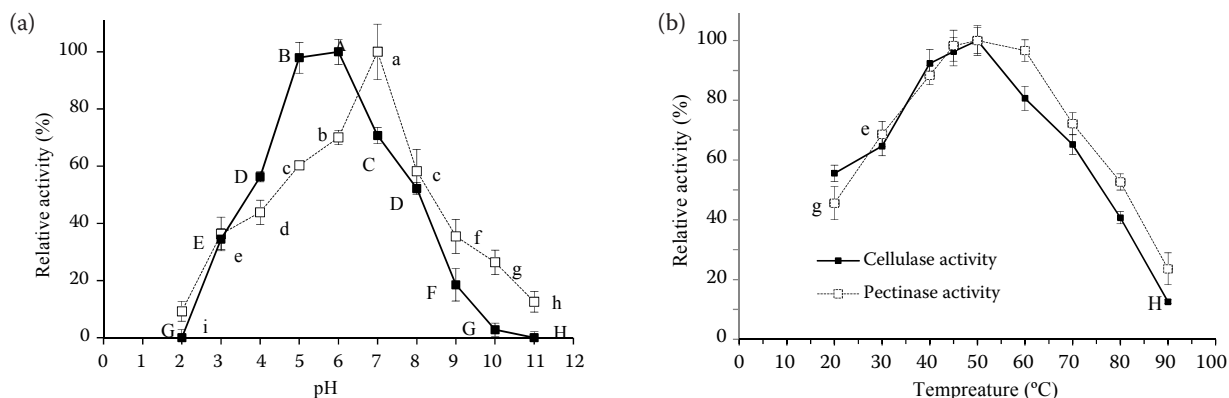 (a)
Relative activity (%)
100
80
60
40
20
0
0 1 2 3 4 5 6 7 8 9 10 11 12
pH
G
i
E
e
D
d
B
c
A
b
a
C
c
D
f
F
g
G
h
H
(b)
Relative activity (%)
100
80
60
40
20
0
0 10 20 30 40 50 60 70 80 90 100
Tempreature (ºC)
e
g
H
Cellulase activity
Pectinase activity